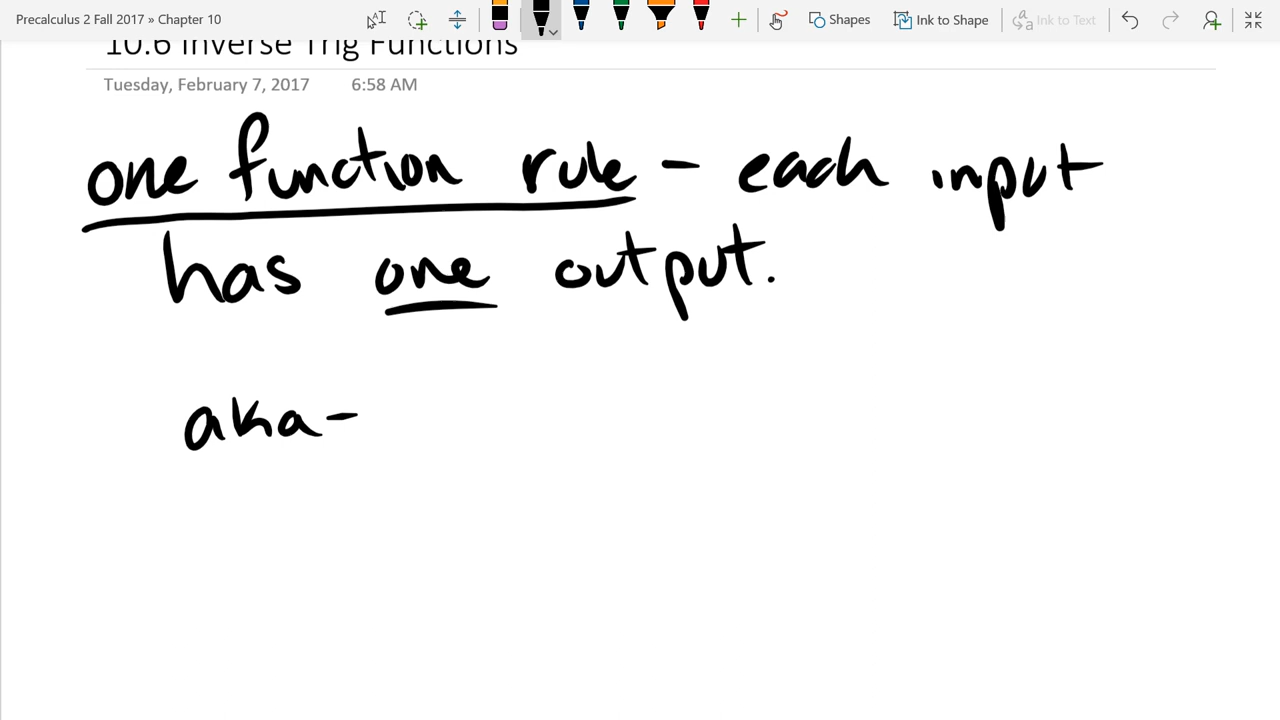 Precalculus 2 Fall 2017 » Chapter 10
Shapes
Ink to Shape
Ink to Text
10.6 Inverse Trig Functions
Tuesday, February 7, 2017 6:58 AM
one function rule - each input
has one output.
aka-